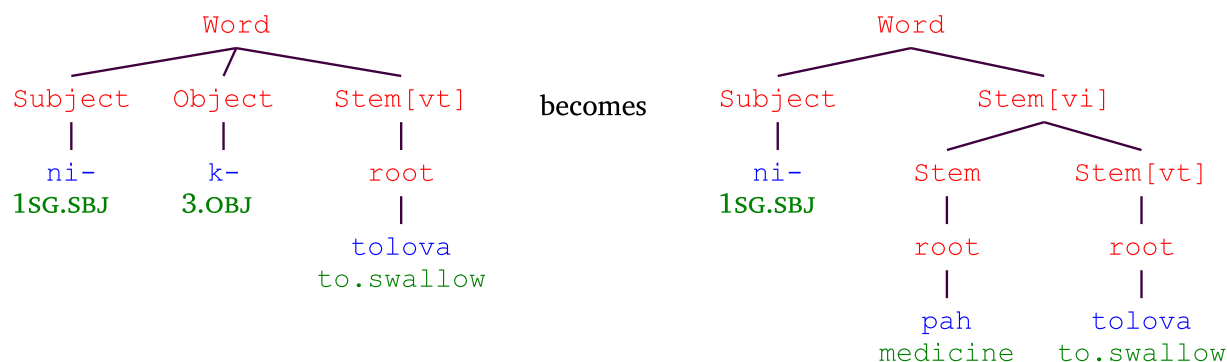 Word Word
Subject Object Stem[vt] becomes Subject Stem[vi]
ni- k- root ni- Stem Stem[vt]
1SG.SBJ 3.OBJ 1SG.SBJ root root
tolova
to.swallow
pah tolova
medicine to.swallow